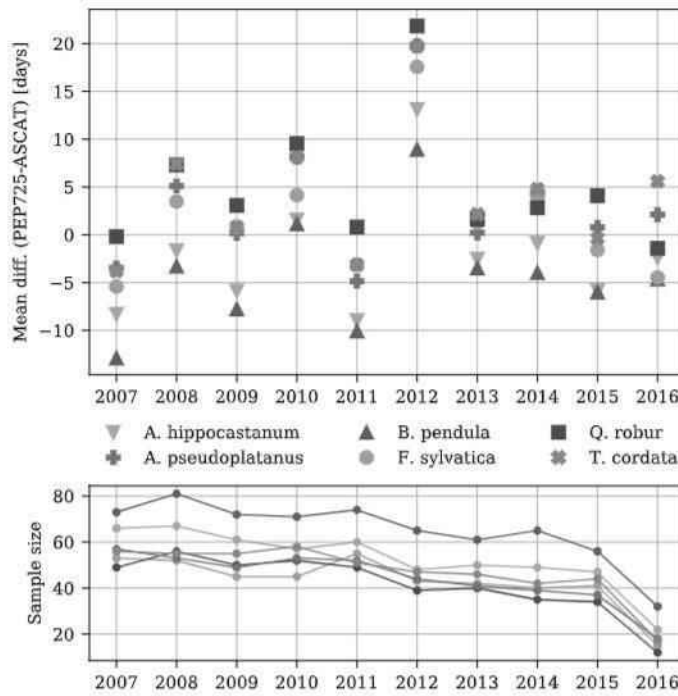 Mean diff. (PEP725-ASCAT) [days]
20
15
10
5
0
−5
−10
2007 2008 2009 2010 2011 2012 2013 2014 2015 2016
A. hippocastanum B. pendula Q. robur
A. pseudoplatanus F. sylvatica T. cordata
Sample size
80
60
40
20
2007 2008 2009 2010 2011 2012 2013 2014 2015 2016